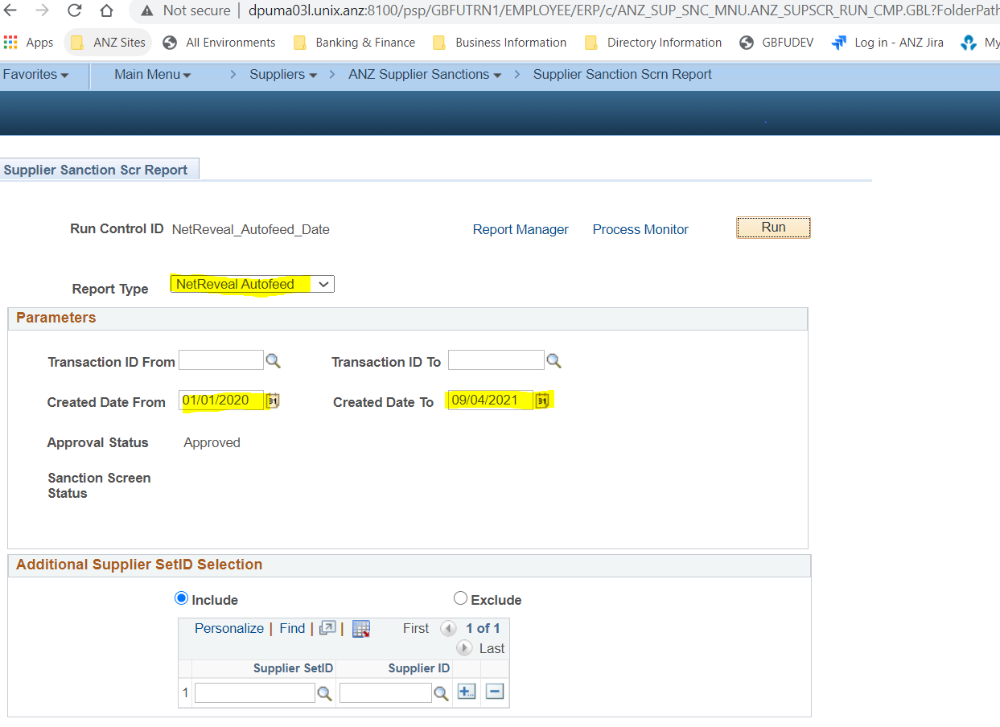 Not secure | dpuma03l.unix.anz:8100/psp/GBFUTRN1/EMPLOYEE/ERP/c/ANZ_SUP_SNC_MNU.ANZ_SUPSCR_RUN_CMP.GBL?FolderPath
Apps ANZ Sites All Environments Banking & Finance Business Information Directory Information GBFUDEV Log in - ANZ Jira My
Favorites Main Menu > Suppliers > ANZ Supplier Sanctions > Supplier Sanction Scrn Report
Supplier Sanction Scr Report
Run Control ID NetReveal_Autofeed_Date Report Manager Process Monitor Run
Report Type NetReveal Autofeed
Parameters
Transaction ID From Transaction ID To
Created Date From 01/01/2020 31 Created Date To 09/04/2021 31
Approval Status Approved
Sanction Screen
Status
Additional Supplier SetID Selection
Include Exclude
Personalize | Find | | First 1 of 1
Last
Supplier SetID Supplier ID
1